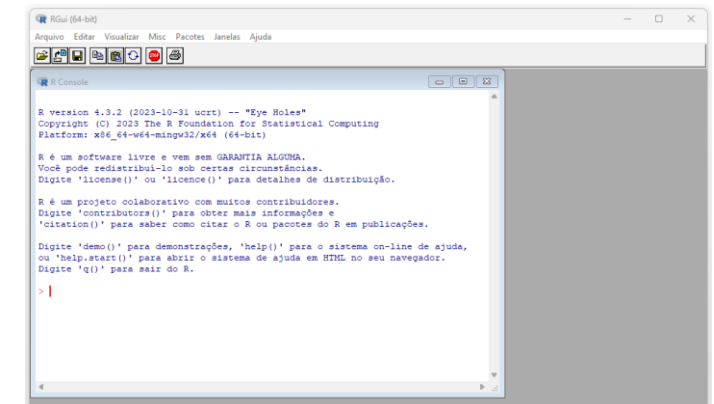 RGui (64-bit)
Arquivo Editar Visualizar Misc Pacotes Janelas Ajuda
STOP
R Console
R version 4.3.2 (2023-10-31 ucrt) -- "Eye Holes"
Copyright (C) 2023 The R Foundation for Statistical Computing
Platform: x86_64-w64-mingw32/x64 (64-bit)
R é um software livre e vem sem GARANTIA ALGUMA.
Você pode redistribuí-lo sob certas circunstâncias.
Digite 'license()' ou 'licence()' para detalhes de distribuição.
R é um projeto colaborativo com muitos contribuidores.
Digite 'contributors()' para obter mais informações e
'citation()' para saber como citar o R ou pacotes do R em publicações.
Digite 'demo()' para demonstrações, 'help()' para o sistema on-line de ajuda,
ou 'help.start()' para abrir o sistema de ajuda em HTML no seu navegador.
Digite 'q()' para sair do R.
>